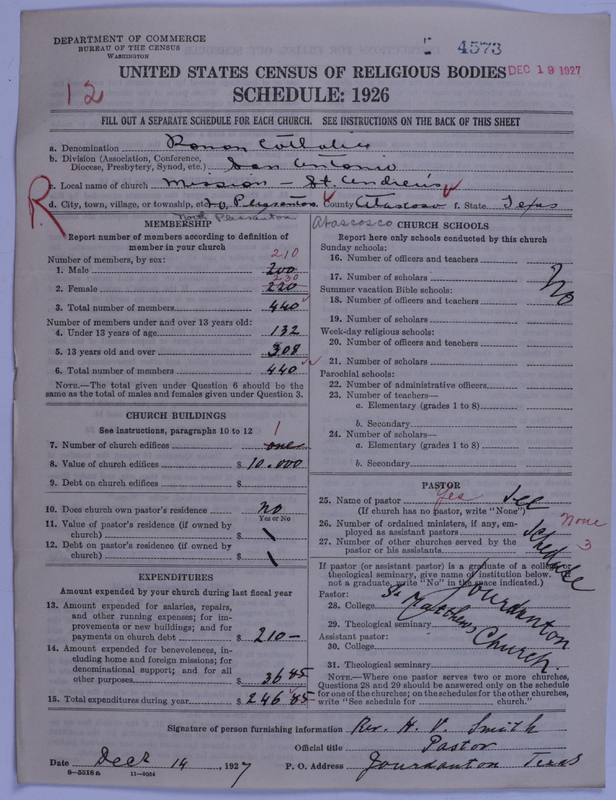 DEPARTMENT OF COMMERCE
BUREAU OF THE CENSUS
WASHINGTON
4573
UNITED STATES CENSUS OF RELIGIOUS BODIES
DEC 19 1927
12
SCHEDULE: 1926
FILL OUT A SEPARATE SCHEDULE FOR EACH CHURCH. SEE INSTRUCTIONS ON THE BACK OF THIS SHEET
a. Denomination Roman Catholic
b. Division (Association, Conference, Diocese, Presbytery, Synod, etc.) San Antonio
R
c. Local name of church Mission - St. Andrew's
d. City, town, village, or township, etc. No. Pleasanton County Atascosa f. State Texas
North Pleasanton Atascosco
MEMBERSHIP
Report number of members according to definition of member in your church
Number of members, by sex:
210
1. Male 200
230
2. Female 220
3. Total number of members 440
Number of members under and over 13 years old:
4. Under 13 years of age 132
5. 13 years old and over 308
6. Total number of members 440
NOTE.—The total given under Question 6 should be the same as the total of males and females given under Question 3.
CHURCH BUILDINGS
See instructions, paragraphs 10 to 12
1
7. Number of church edifices one
8. Value of church edifices $ 10.000
9. Debt on church edifices $
10. Does church own pastor's residence no
Yes or No
11. Value of pastor's residence (if owned by church) $
12. Debt on pastor's residence (if owned by church) $
EXPENDITURES
Amount expended by your church during last fiscal year
13. Amount expended for salaries, repairs, and other running expenses; for improvements or new buildings; and for payments on church debt $ 210 -
14. Amount expended for benevolences, including home and foreign missions; for denominational support; and for all other purposes $ 36 85
15. Total expenditures during year $ 246 85
CHURCH SCHOOLS
Report here only schools conducted by this church
Sunday schools:
16. Number of officers and teachers
17. Number of scholars
No
Summer vacation Bible schools:
18. Number of officers and teachers
19. Number of scholars
Week-day religious schools:
20. Number of officers and teachers
21. Number of scholars
Parochial schools:
22. Number of administrative officers
23. Number of teachers—
a. Elementary (grades 1 to 8)
b. Secondary
24. Number of scholars—
a. Elementary (grades 1 to 8)
b. Secondary
PASTOR
25. Name of pastor Yes See
(If church has no pastor, write "None")
26. Number of ordained ministers, if any, employed as assistant pastors None
27. Number of other churches served by the pastor or his assistants 3
Schedule
If pastor (or assistant pastor) is a graduate of a college or theological seminary, give name of institution below. If not a graduate, write "No" in the space indicated.)
Jourdanton
Pastor: St Matthews Church.
28. College
29. Theological seminary
Assistant pastor:
30. College
31. Theological seminary
NOTE.—Where one pastor serves two or more churches, Questions 28 and 29 should be answered only on the schedule for one of the churches; on the schedules for the other churches, write "See schedule for church."
Signature of person furnishing information Rev. H. V. Smith
Official title Pastor
Date Decr 14, 1927
P. O. Address Jourdanton Texas
8—5518 a 11—9054